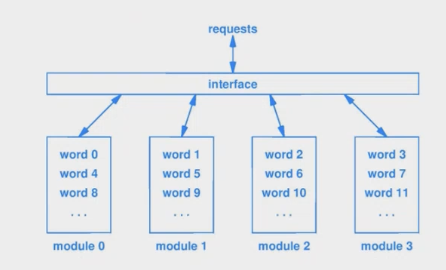 requests
interface
word 0 word 1 word 2 word 3
word 4 word 5 word 6 word 7
word 8 word 9 word 10 word 11
. . . . . . . . . . . .
module 0 module 1 module 2 module 3